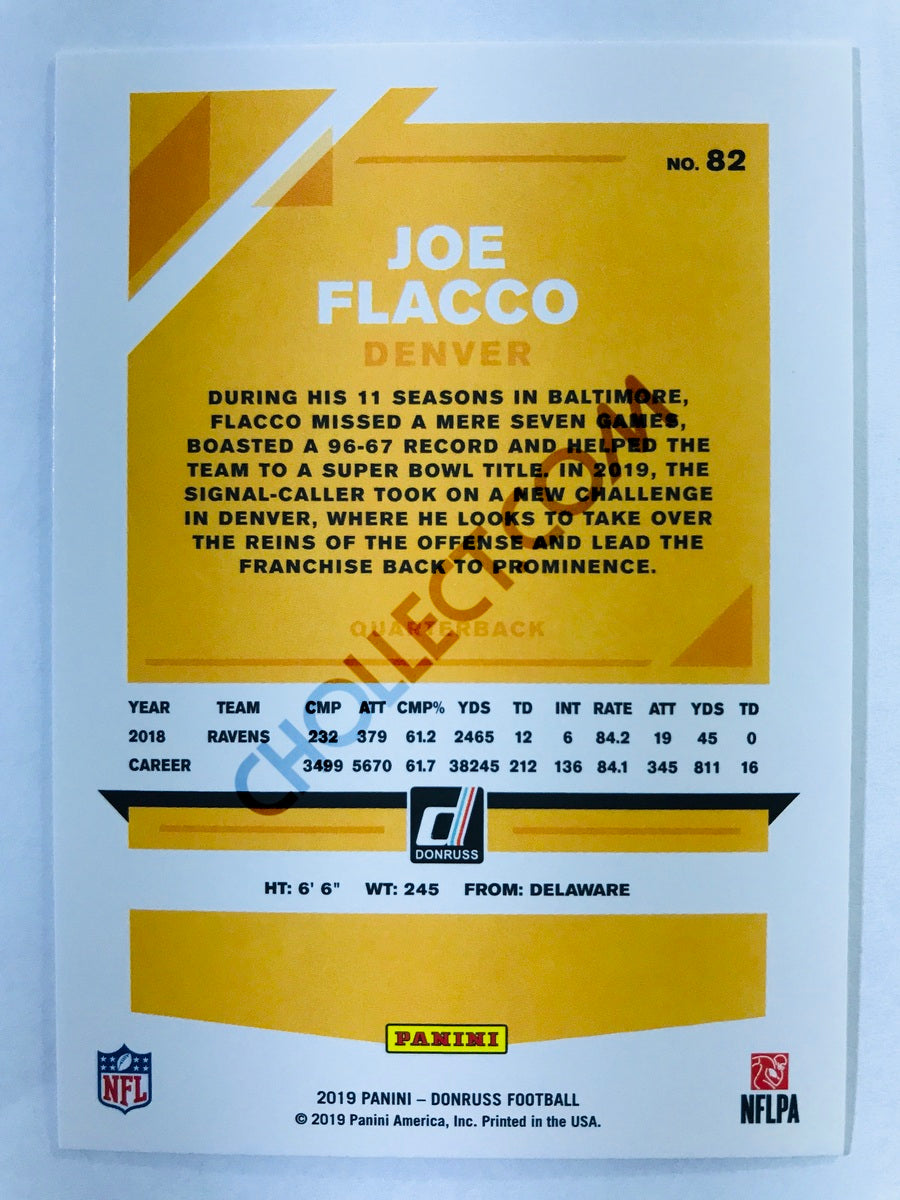 NO. 82
JOE
FLACCO
DENVER
DURING HIS 11 SEASONS IN BALTIMORE,
FLACCO MISSED A MERE SEVEN GAMES,
BOASTED A 96-67 RECORD AND HELPED THE
TEAM TO A SUPER BOWL TITLE. IN 2019, THE
SIGNAL-CALLER TOOK ON A NEW CHALLENGE
IN DENVER, WHERE HE LOOKS TO TAKE OVER
THE REINS OF THE OFFENSE AND LEAD THE
FRANCHISE BACK TO PROMINENCE.
QUARTERBACK
CHOLLECT.COM
YEAR TEAM CMP ATT CMP% YDS TD INT RATE ATT YDS TD
2018 RAVENS 232 379 61.2 2465 12 6 84.2 19 45 0
CAREER 3499 5670 61.7 38245 212 136 84.1 345 811 16
d
DONRUSS
HT: 6' 6" WT: 245 FROM: DELAWARE
PANINI
NFL
NFLPA
2019 PANINI – DONRUSS FOOTBALL
© 2019 Panini America, Inc. Printed in the USA.